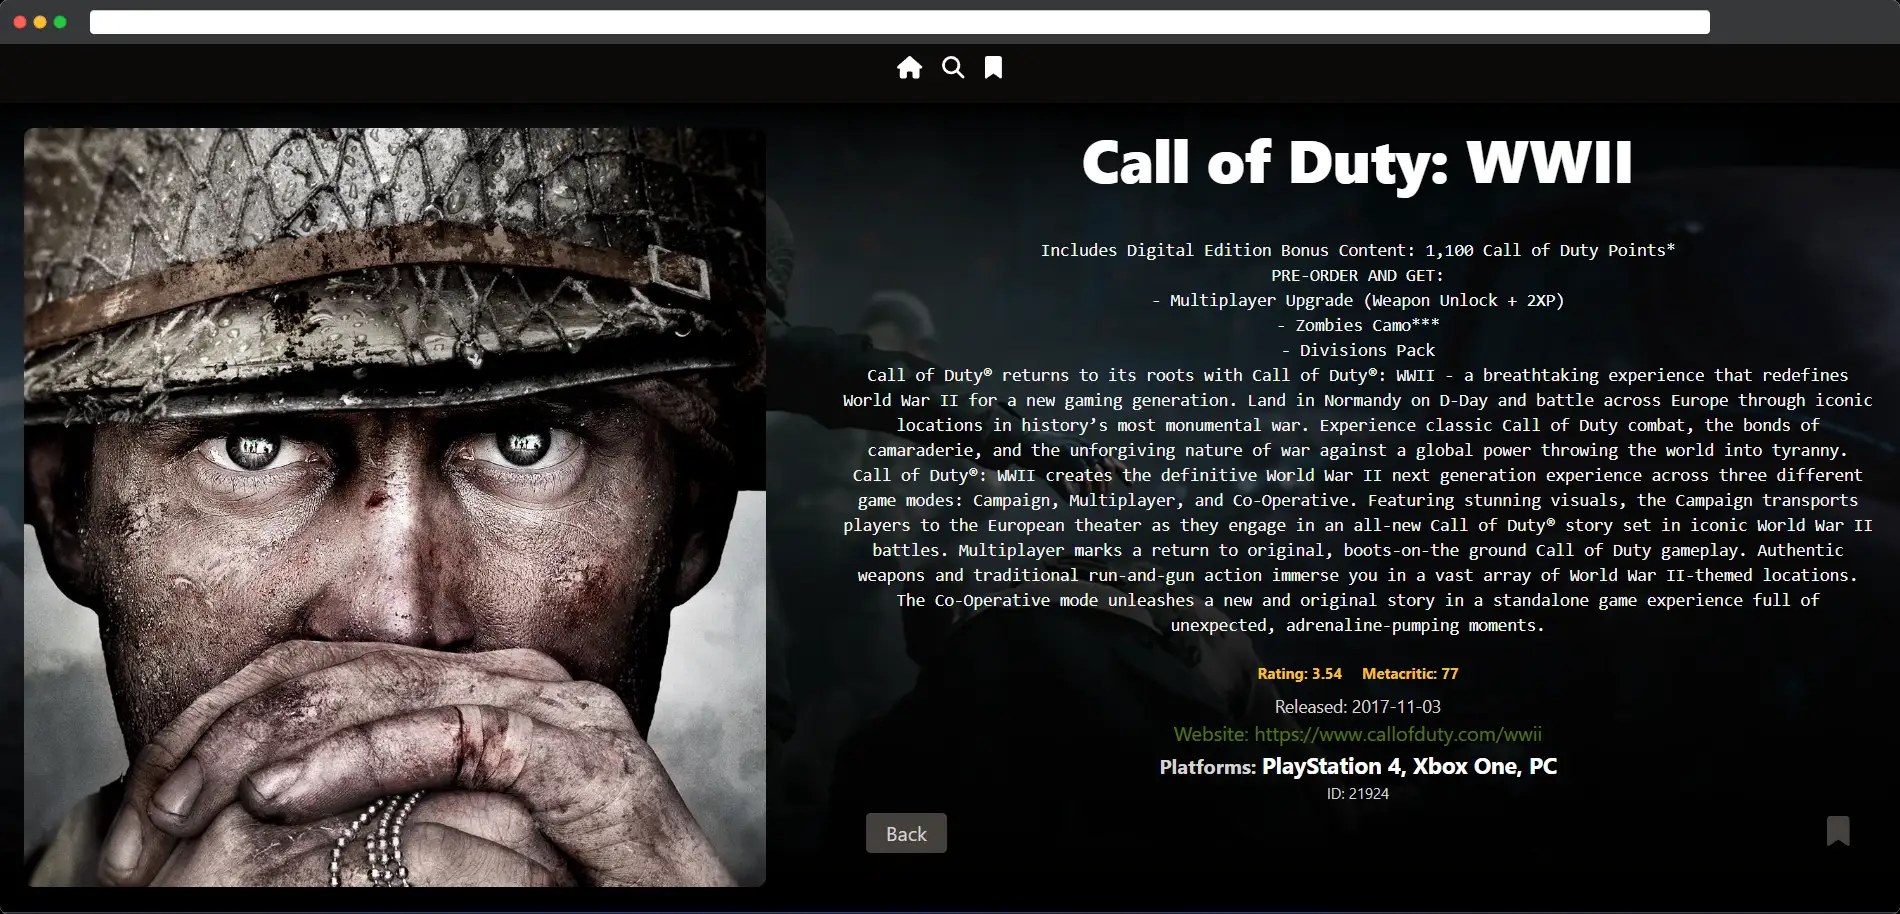 Call of Duty: WWII
Includes Digital Edition Bonus Content: 1,100 Call of Duty Points*
PRE-ORDER AND GET:
- Multiplayer Upgrade (Weapon Unlock + 2XP)
- Zombies Camo***
- Divisions Pack
Call of Duty® returns to its roots with Call of Duty®: WWII - a breathtaking experience that redefines
World War II for a new gaming generation. Land in Normandy on D-Day and battle across Europe through iconic
locations in history’s most monumental war. Experience classic Call of Duty combat, the bonds of
camaraderie, and the unforgiving nature of war against a global power throwing the world into tyranny.
Call of Duty®: WWII creates the definitive World War II next generation experience across three different
game modes: Campaign, Multiplayer, and Co-Operative. Featuring stunning visuals, the Campaign transports
players to the European theater as they engage in an all-new Call of Duty® story set in iconic World War II
battles. Multiplayer marks a return to original, boots-on-the ground Call of Duty gameplay. Authentic
weapons and traditional run-and-gun action immerse you in a vast array of World War II-themed locations.
The Co-Operative mode unleashes a new and original story in a standalone game experience full of
unexpected, adrenaline-pumping moments.
Rating: 3.54 Metacritic: 77
Released: 2017-11-03
Website: https://www.callofduty.com/wwii
Platforms: PlayStation 4, Xbox One, PC
ID: 21924
Back